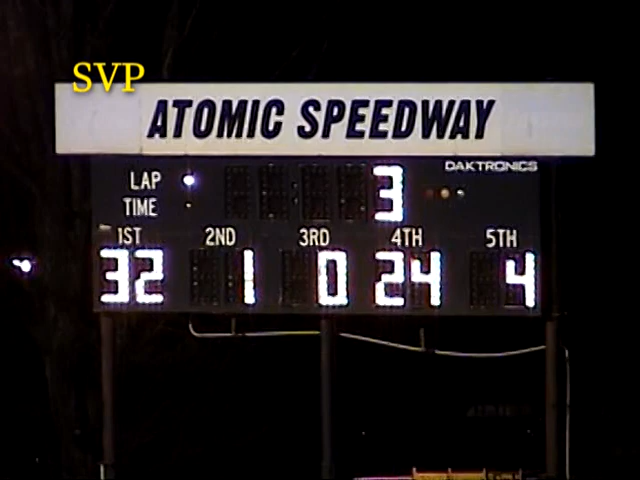 SVP
ATOMIC SPEEDWAY
DAKTRONICS
LAP 3
TIME
1ST 2ND 3RD 4TH 5TH
32 1 0 24 4